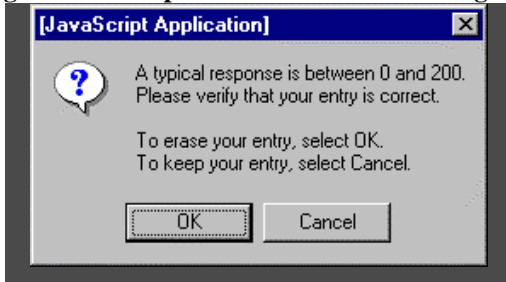 [JavaScript Application]
A typical response is between 0 and 200.
Please verify that your entry is correct.
To erase your entry, select OK.
To keep your entry, select Cancel.
OK
Cancel